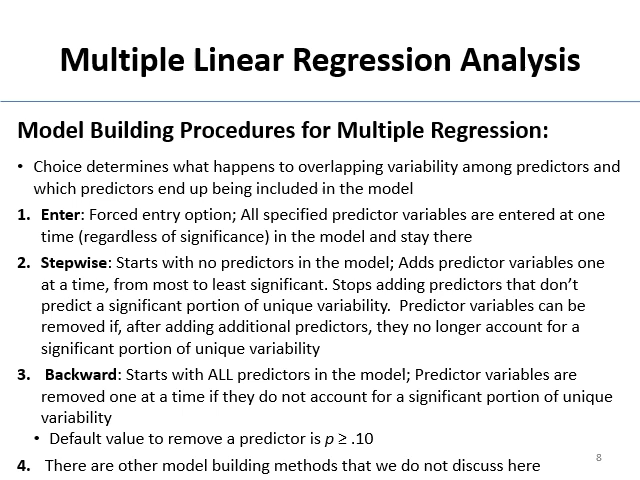 Multiple Linear Regression Analysis
Model Building Procedures for Multiple Regression:
• Choice determines what happens to overlapping variability among predictors and
which predictors end up being included in the model
1. Enter: Forced entry option; All specified predictor variables are entered at one
time (regardless of significance) in the model and stay there
2. Stepwise: Starts with no predictors in the model; Adds predictor variables one
at a time, from most to least significant. Stops adding predictors that don’t
predict a significant portion of unique variability. Predictor variables can be
removed if, after adding additional predictors, they no longer account for a
significant portion of unique variability
3. Backward: Starts with ALL predictors in the model; Predictor variables are
removed one at a time if they do not account for a significant portion of unique
variability
• Default value to remove a predictor is p ≥ .10
4. There are other model building methods that we do not discuss here
8